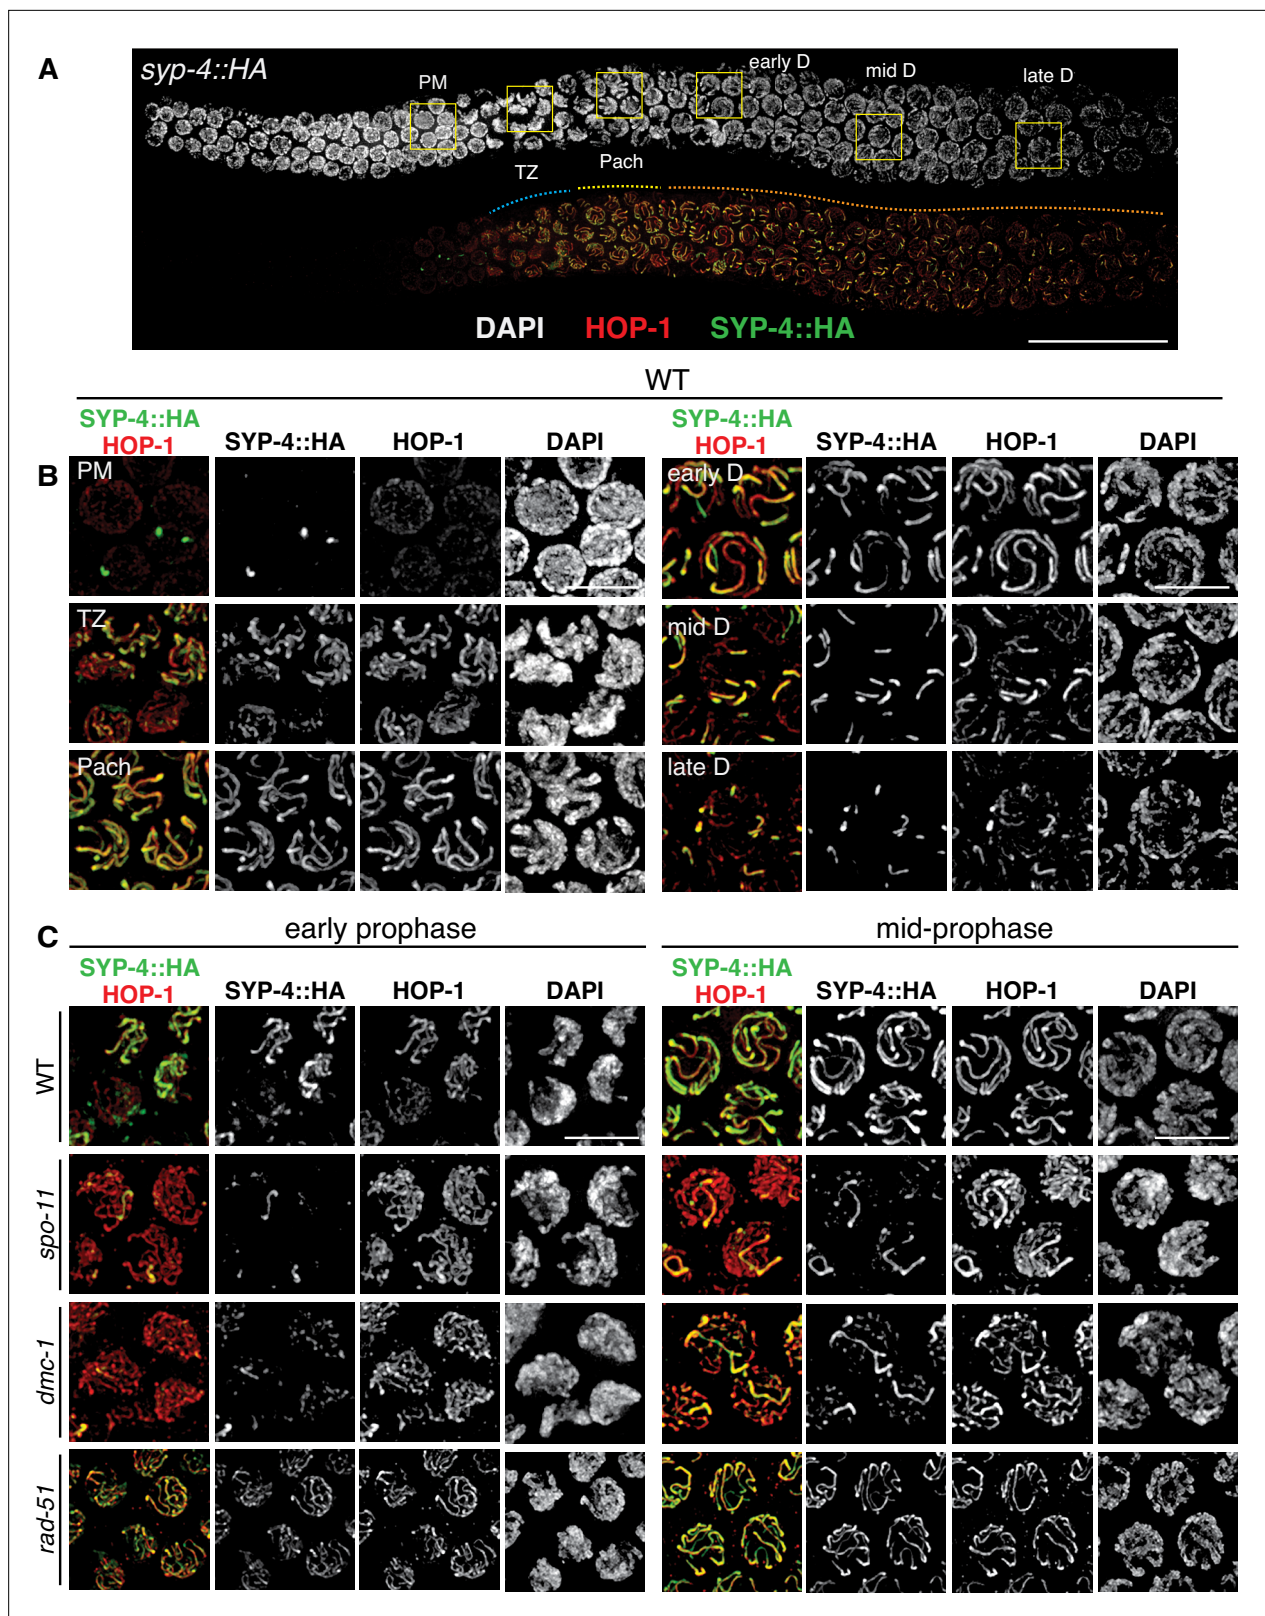 A
syp-4::HA
PM
early D
mid D
late D
TZ
Pach
DAPI HOP-1 SYP-4::HA
WT
SYP-4::HA
HOP-1
SYP-4::HA
HOP-1
DAPI
SYP-4::HA
HOP-1
SYP-4::HA
HOP-1
DAPI
B
PM
early D
TZ
mid D
Pach
late D
C
early prophase
mid-prophase
SYP-4::HA
HOP-1
SYP-4::HA
HOP-1
DAPI
SYP-4::HA
HOP-1
SYP-4::HA
HOP-1
DAPI
WT
spo-11
dmc-1
rad-51